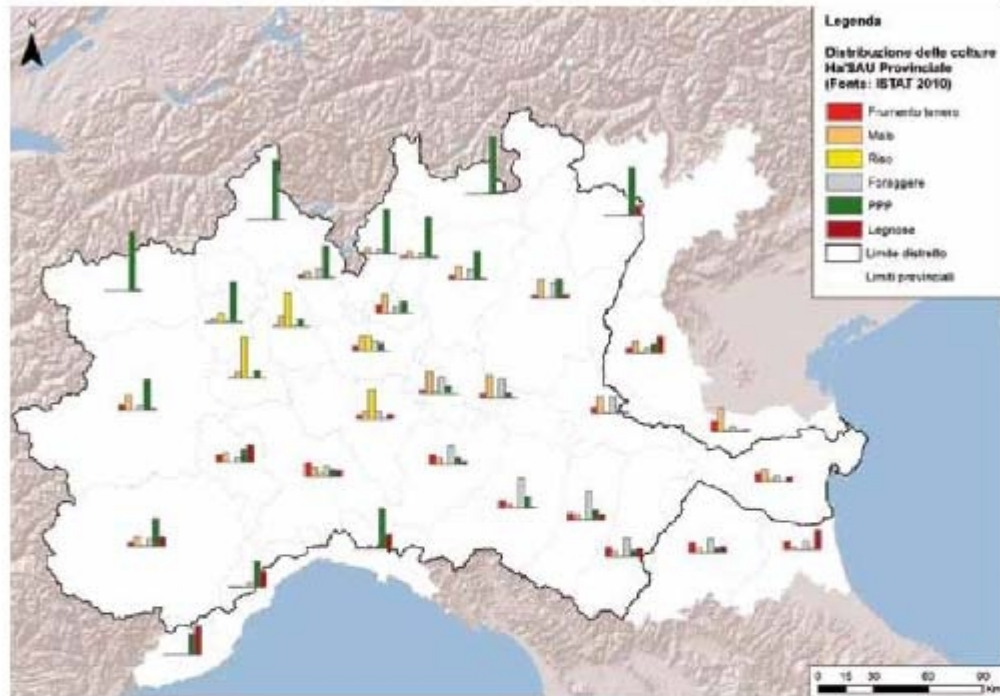 N
Legenda
Distribuzione delle colture
Ha/SAU Provinciale
(Fonte: ISTAT 2010)
Frumento tenero
Mais
Riso
Foraggere
PPP
Legnose
Limite distretto
Limiti provinciali
0 15 30 60 90